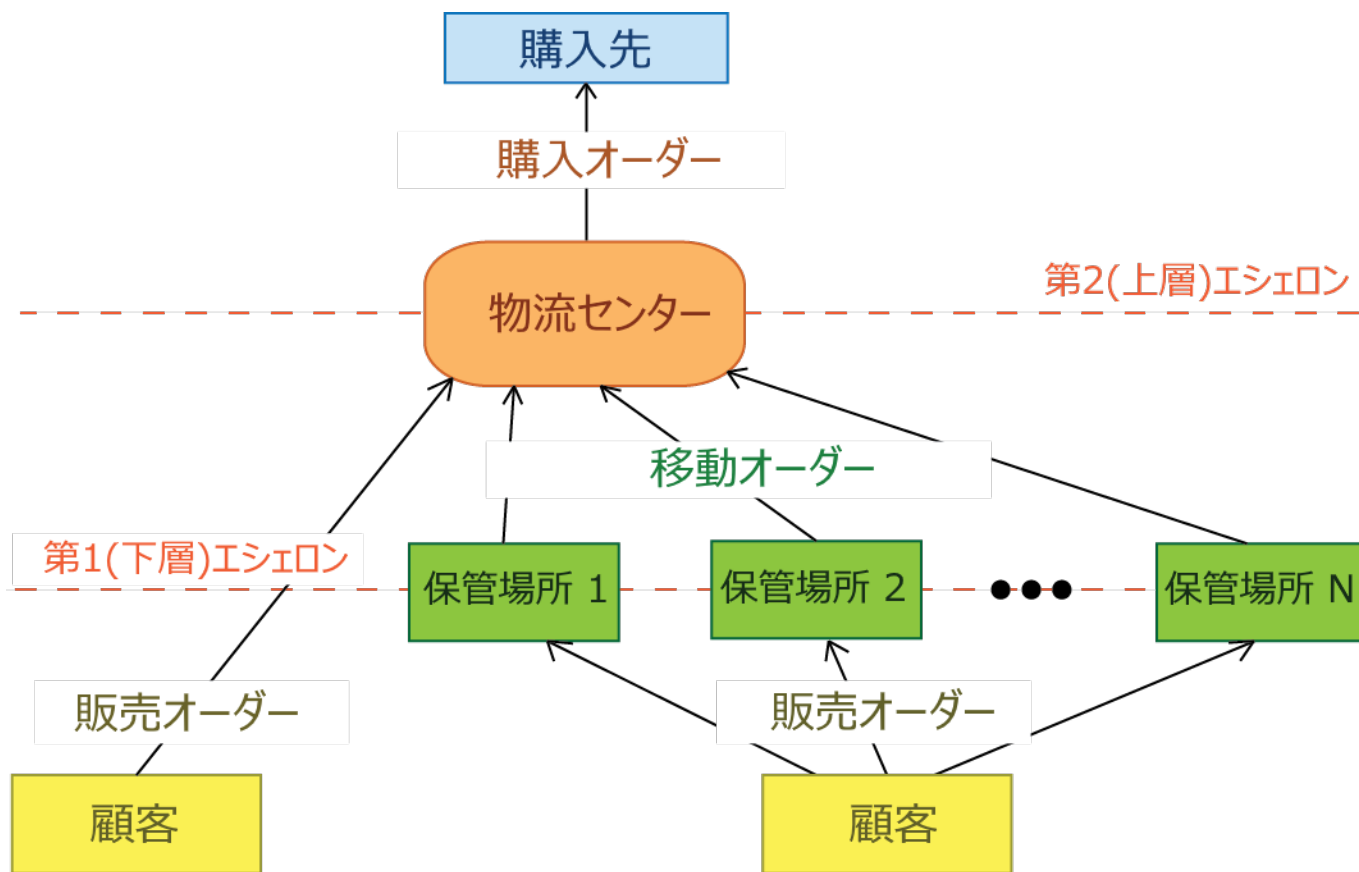 購入先
購入オーダー
第2(上層)エシェロン
物流センター
移動オーダー
第1(下層)エシェロン
保管場所 1
保管場所 2
保管場所 N
販売オーダー
販売オーダー
顧客
顧客